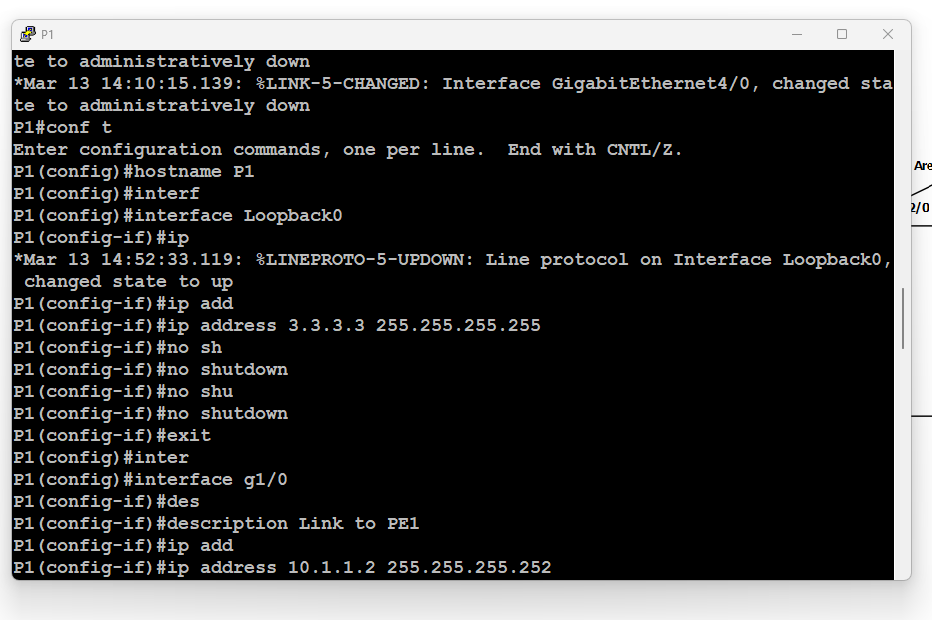 P1
te to administratively down
*Mar 13 14:10:15.139: %LINK-5-CHANGED: Interface GigabitEthernet4/0, changed sta
te to administratively down
P1#conf t
Enter configuration commands, one per line.  End with CNTL/Z.
P1(config)#hostname P1
P1(config)#interf
P1(config)#interface Loopback0
P1(config-if)#ip
*Mar 13 14:52:33.119: %LINEPROTO-5-UPDOWN: Line protocol on Interface Loopback0,
 changed state to up
P1(config-if)#ip add
P1(config-if)#ip address 3.3.3.3 255.255.255.255
P1(config-if)#no sh
P1(config-if)#no shutdown
P1(config-if)#no shu
P1(config-if)#no shutdown
P1(config-if)#exit
P1(config)#inter
P1(config)#interface g1/0
P1(config-if)#des
P1(config-if)#description Link to PE1
P1(config-if)#ip add
P1(config-if)#ip address 10.1.1.2 255.255.255.252
Are
2/0